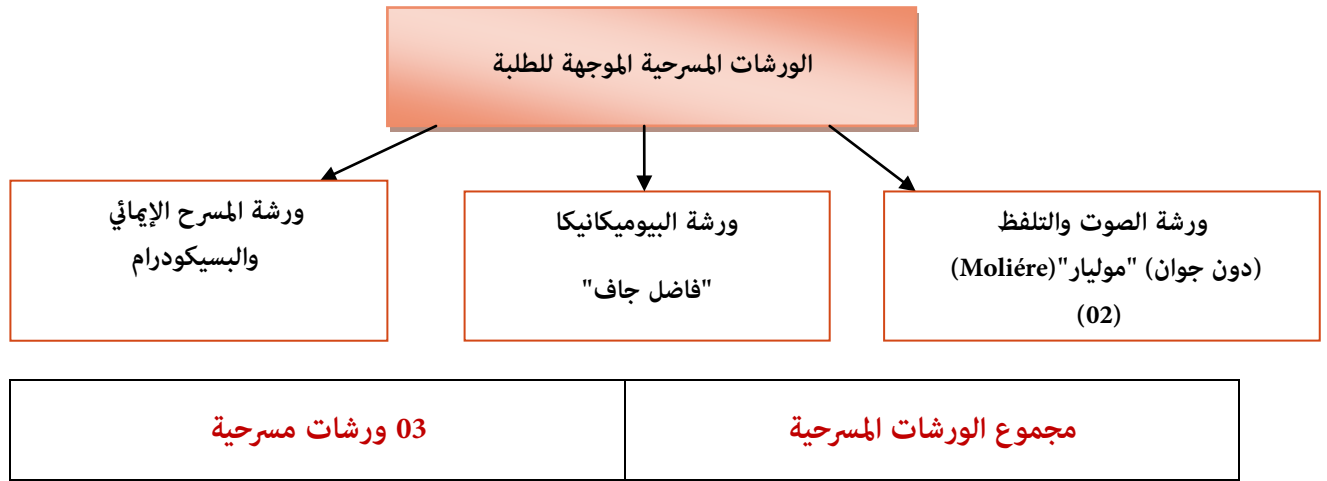 الورشات المسرحية الموجهة للطلبة
ورشة الصوت والتلفظ
(دون جوان) "موليار"(Moliére)
(02)
ورشة البيوميكانيكا
"فاضل جاف"
ورشة المسرح الإيمائي
والبسيكودرام
مجموع الورشات المسرحية
03 ورشات مسرحية